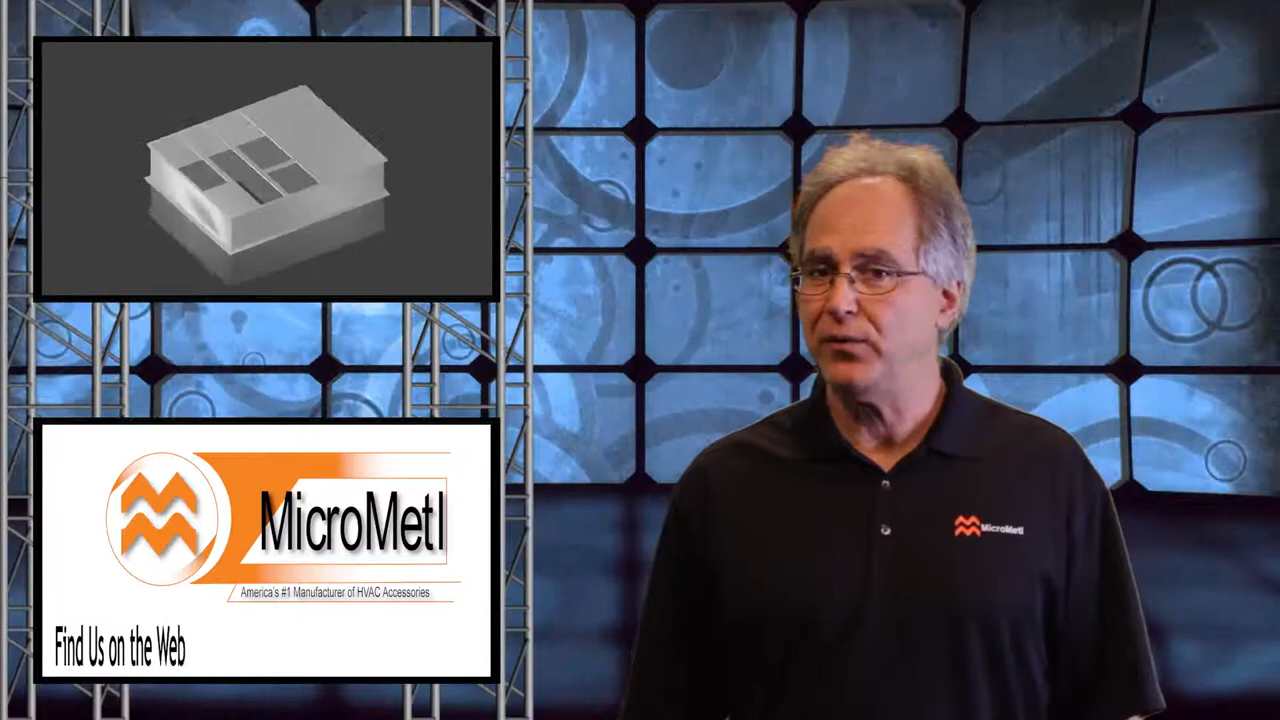 MicroMetl
America's #1 Manufacturer of HVAC Accessories
Find Us on the Web
MicroMetl